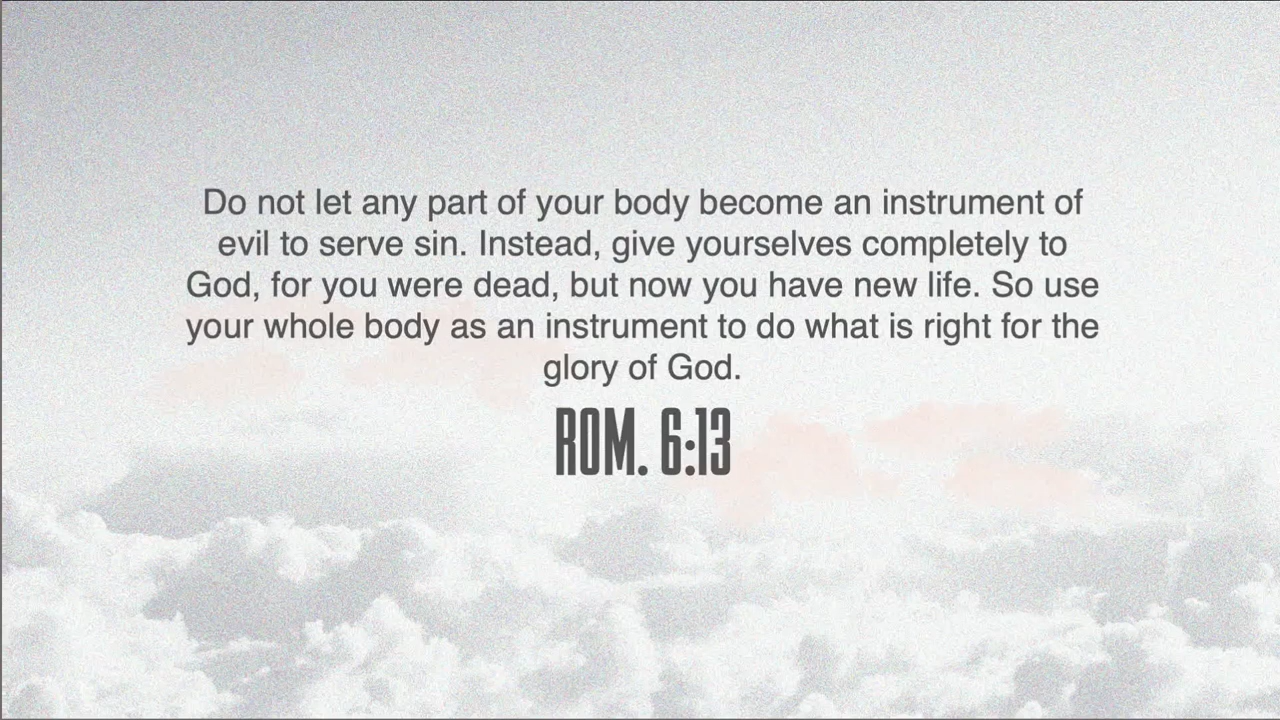 Do not let any part of your body become an instrument of
evil to serve sin. Instead, give yourselves completely to
God, for you were dead, but now you have new life. So use
your whole body as an instrument to do what is right for the
glory of God.
ROM. 6:13